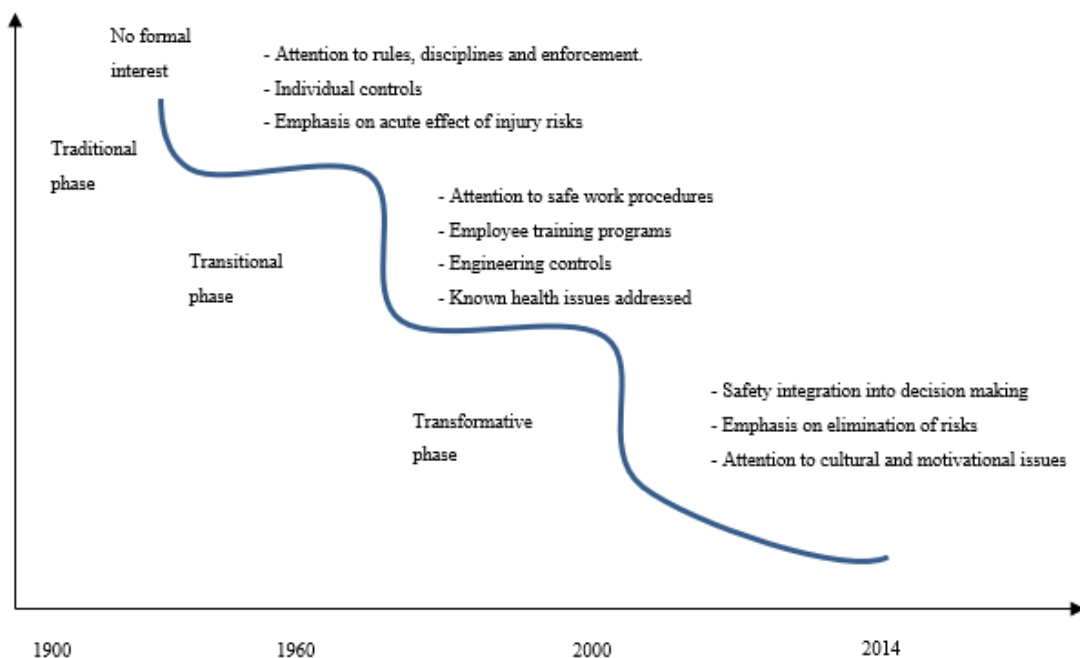 No formal
interest
- Attention to rules, disciplines and enforcement.
- Individual controls
- Emphasis on acute effect of injury risks
Traditional
phase
- Attention to safe work procedures
- Employee training programs
- Engineering controls
- Known health issues addressed
Transitional
phase
- Safety integration into decision making
- Emphasis on elimination of risks
- Attention to cultural and motivational issues
Transformative
phase
1900 1960 2000 2014